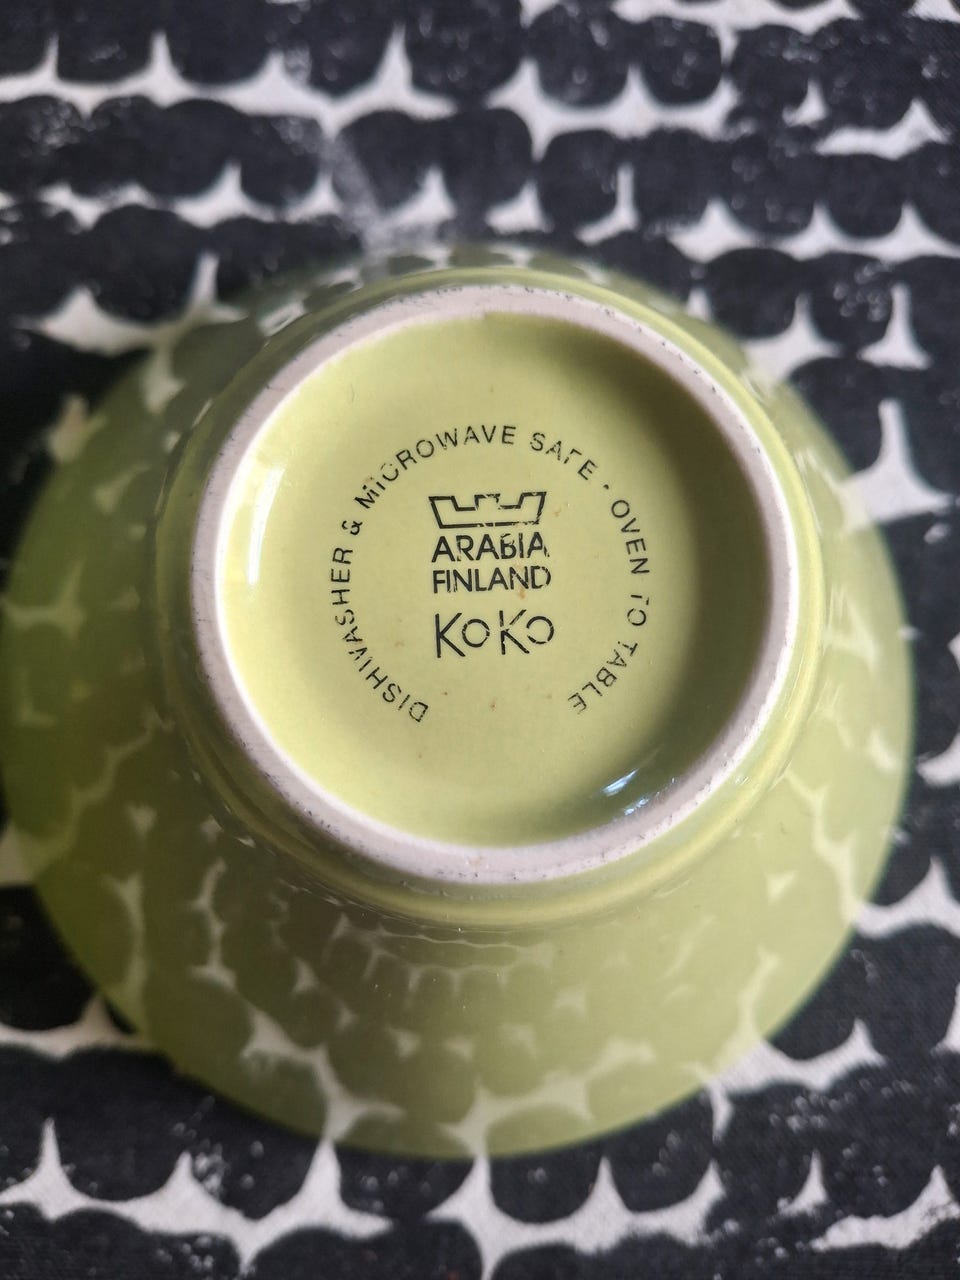 DISHWASHER & MICROWAVE SAFE · OVEN TO TABLE
ARABIA
FINLAND
KoKo